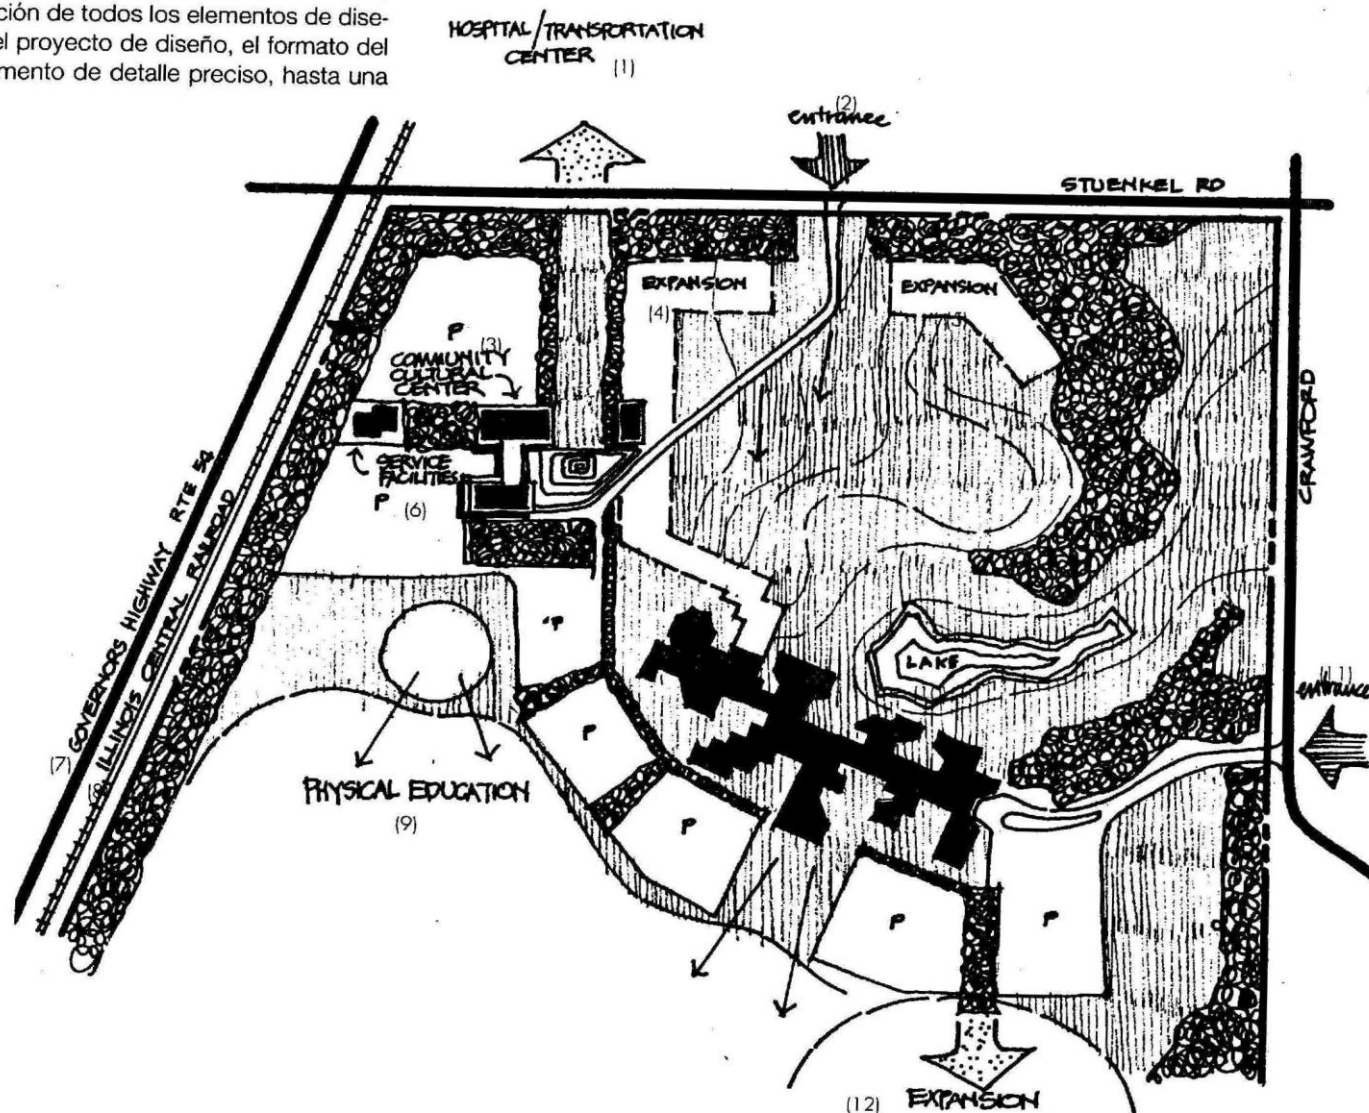 ción de todos los elementos de dise-
el proyecto de diseño, el formato del
mento de detalle preciso, hasta una
HOSPITAL/TRANSPORTATION
CENTER (1)
(2)
entrance
STUENKEL RD
EXPANSION
(4)
EXPANSION
P
(3)
COMMUNITY
CULTURAL
CENTER
SERVICE
FACILITIES
P (6)
CRAWFORD
(7) GOVERNORS HIGHWAY RTE 54
(8) ILLINOIS CENTRAL RAILROAD
P
LAKE
entrance
P
PHYSICAL EDUCATION
(9)
P
P
P
(12) EXPANSION